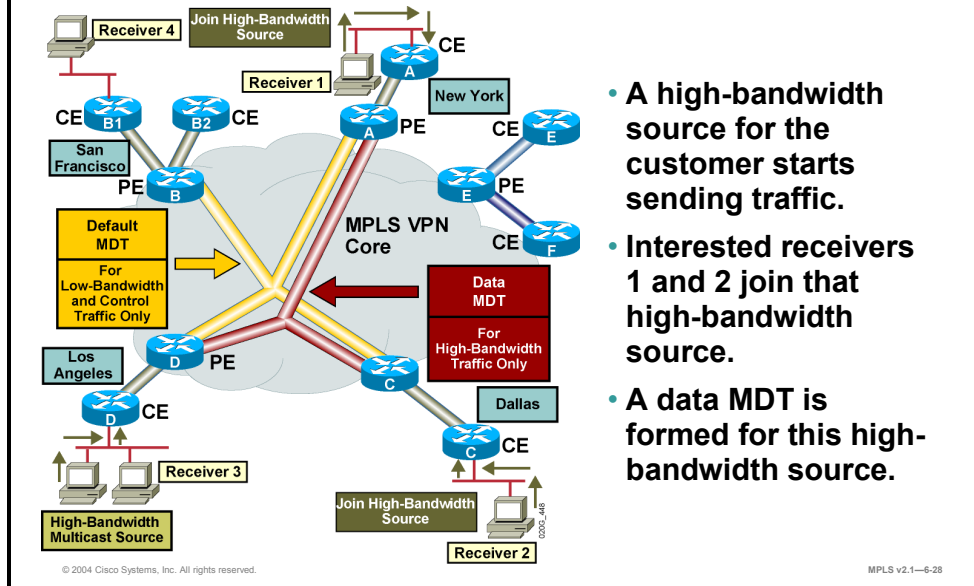 Receiver 4
Join High-Bandwidth
Source
CE
A
Receiver 1
New York
CE
B1
B2
CE
A
PE
CE
E
San
Francisco
PE
B
E
PE
MPLS VPN
Core
CE
F
Default
MDT
For
Low-Bandwidth
and Control
Traffic Only
Data
MDT
For
High-Bandwidth
Traffic Only
D
PE
Los
Angeles
C
Dallas
D
CE
C
CE
Receiver 3
High-Bandwidth
Multicast Source
Join High-Bandwidth
Source
020G_448
Receiver 2
• A high-bandwidth
source for the
customer starts
sending traffic.
• Interested receivers
1 and 2 join that
high-bandwidth
source.
• A data MDT is
formed for this high-
bandwidth source.
© 2004 Cisco Systems, Inc. All rights reserved.
MPLS v2.1—6-28